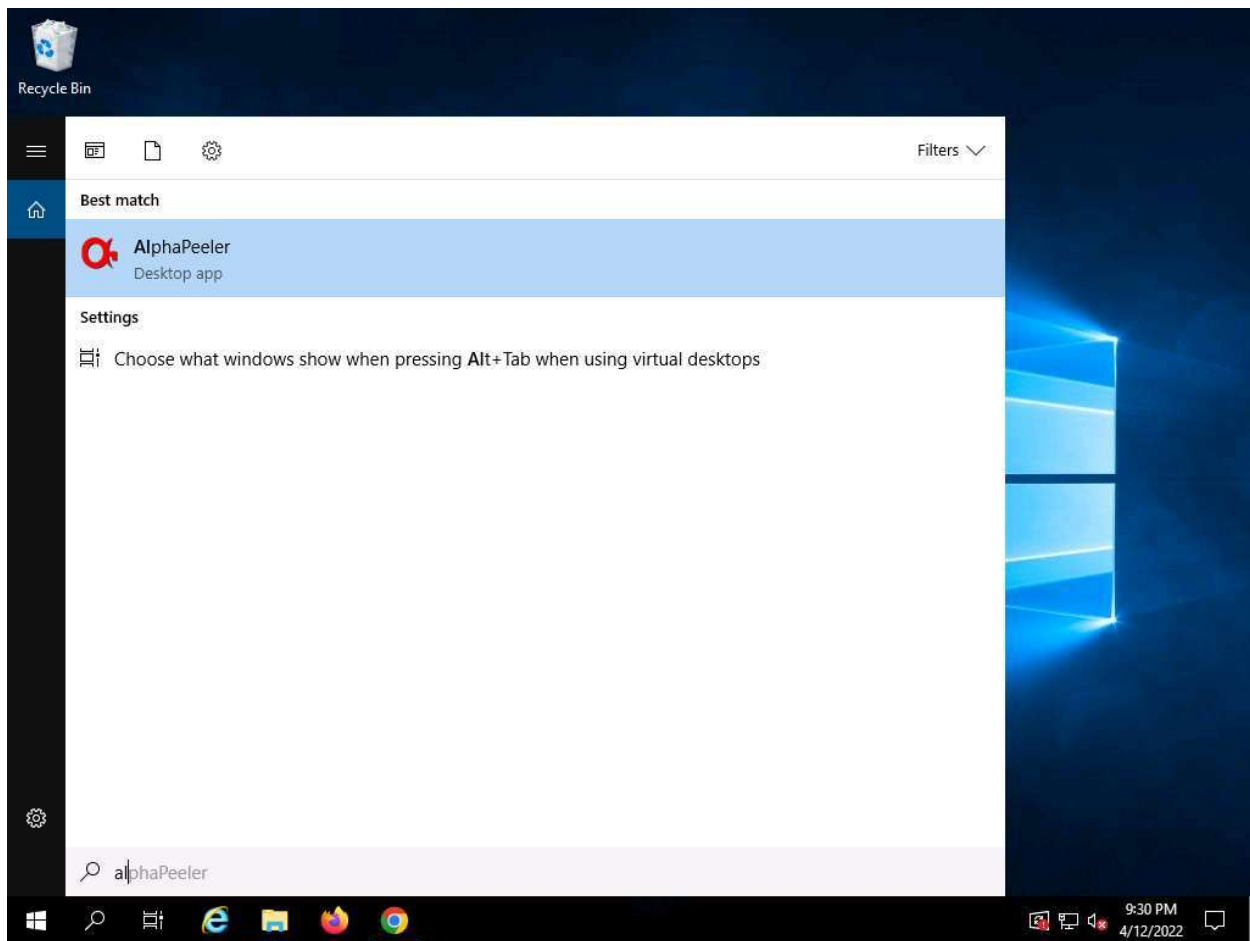 Recycle Bin
Filters
Best match
AlphaPeeler
Desktop app
Settings
Choose what windows show when pressing Alt+Tab when using virtual desktops
alphaPeeler
9:30 PM
4/12/2022